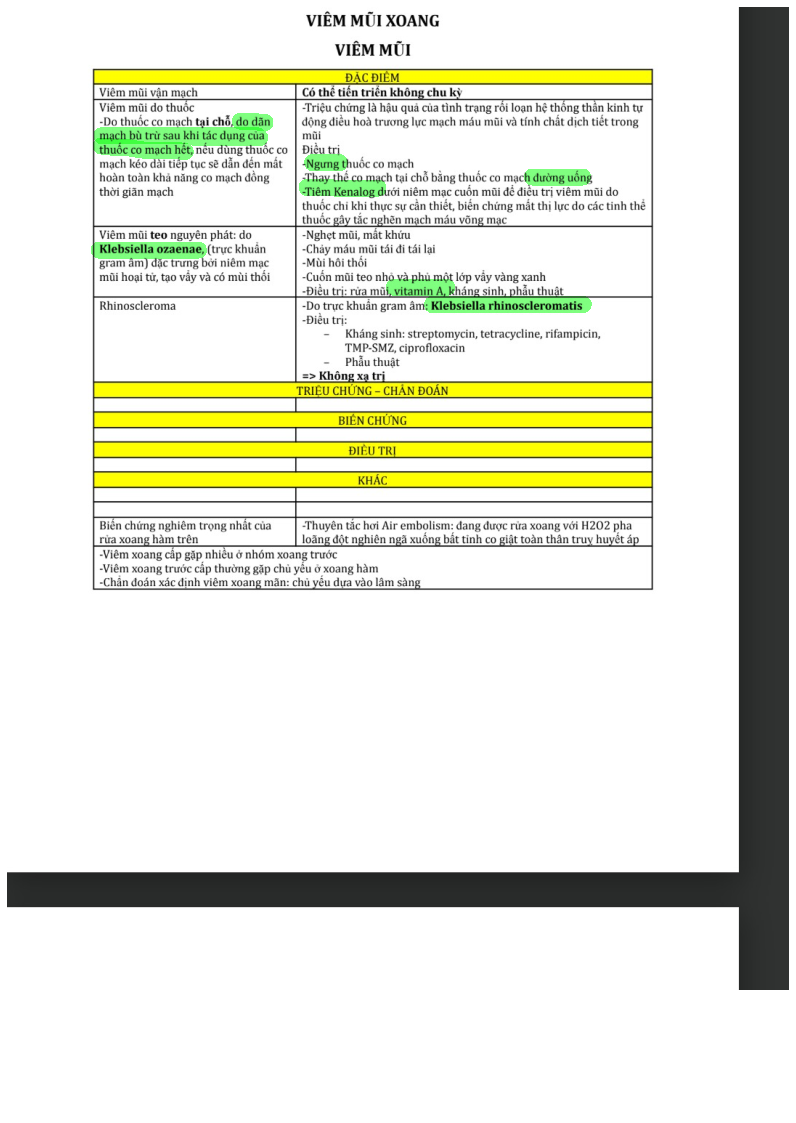 VIÊM MŨI XOANG
VIÊM MŨI
ĐẶC ĐIỂM
Viêm mũi vận mạch
Có thể tiến triển không chu kỳ
Viêm mũi do thuốc
-Do thuốc co mạch tại chỗ, do dãn
mạch bù trừ sau khi tác dụng của
thuốc co mạch hết, nếu dùng thuốc co
mạch kéo dài tiếp tục sẽ dẫn đến mất
hoàn toàn khả năng co mạch đồng
thời giãn mạch
-Triệu chứng là hậu quả của tình trạng rối loạn hệ thống thần kinh tự
động điều hoà trương lực mạch máu mũi và tính chất dịch tiết trong
mũi
Điều trị
-Ngưng thuốc co mạch
-Thay thế co mạch tại chỗ bằng thuốc co mạch đường uống
-Tiêm Kenalog dưới niêm mạc cuốn mũi để điều trị viêm mũi do
thuốc chỉ khi thực sự cần thiết, biến chứng mất thị lực do các tinh thể
thuốc gây tắc nghẽn mạch máu võng mạc
Viêm mũi teo nguyên phát: do
Klebsiella ozaenae, (trực khuẩn
gram âm) đặc trưng bởi niêm mạc
mũi hoại tử, tạo vẩy và có mùi thối
-Nghẹt mũi, mất khứu
-Chảy máu mũi tái đi tái lại
-Mùi hôi thối
-Cuốn mũi teo nhỏ và phủ một lớp vẩy vàng xanh
-Điều trị: rửa mũi, vitamin A, kháng sinh, phẫu thuật
Rhinoscleroma
-Do trực khuẩn gram âm: Klebsiella rhinoscleromatis
-Điều trị:
– Kháng sinh: streptomycin, tetracycline, rifampicin,
TMP-SMZ, ciprofloxacin
– Phẫu thuật
=> Không xạ trị
TRIỆU CHỨNG – CHẨN ĐOÁN
BIẾN CHỨNG
ĐIỀU TRỊ
KHÁC
Biến chứng nghiêm trọng nhất của
rửa xoang hàm trên
-Thuyên tắc hơi Air embolism: đang được rửa xoang với H2O2 pha
loãng đột nghiên ngã xuống bất tỉnh co giật toàn thân truỵ huyết áp
-Viêm xoang cấp gặp nhiều ở nhóm xoang trước
-Viêm xoang trước cấp thường gặp chủ yếu ở xoang hàm
-Chẩn đoán xác định viêm xoang mãn: chủ yếu dựa vào lâm sàng